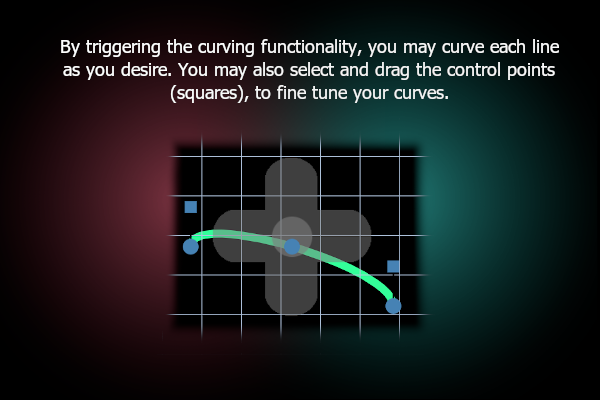 By triggering the curving functionality, you may curve each line
as you desire. You may also select and drag the control points
(squares), to fine tune your curves.